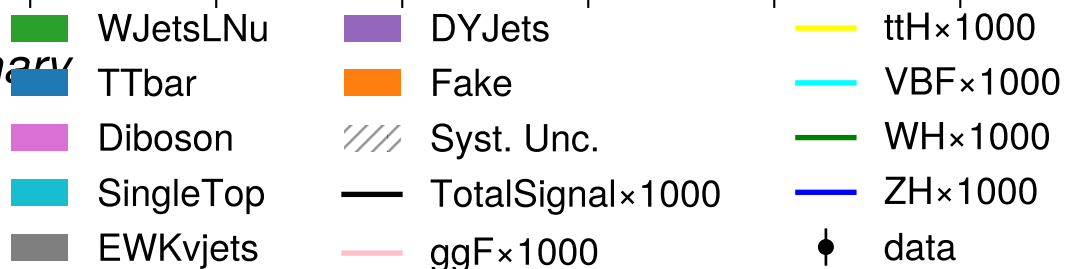 WJetsLNu
TTbar
Diboson
SingleTop
EWKvjets
DYJets
Fake
Syst. Unc.
TotalSignal×1000
ggF×1000
ttH×1000
VBF×1000
WH×1000
ZH×1000
data